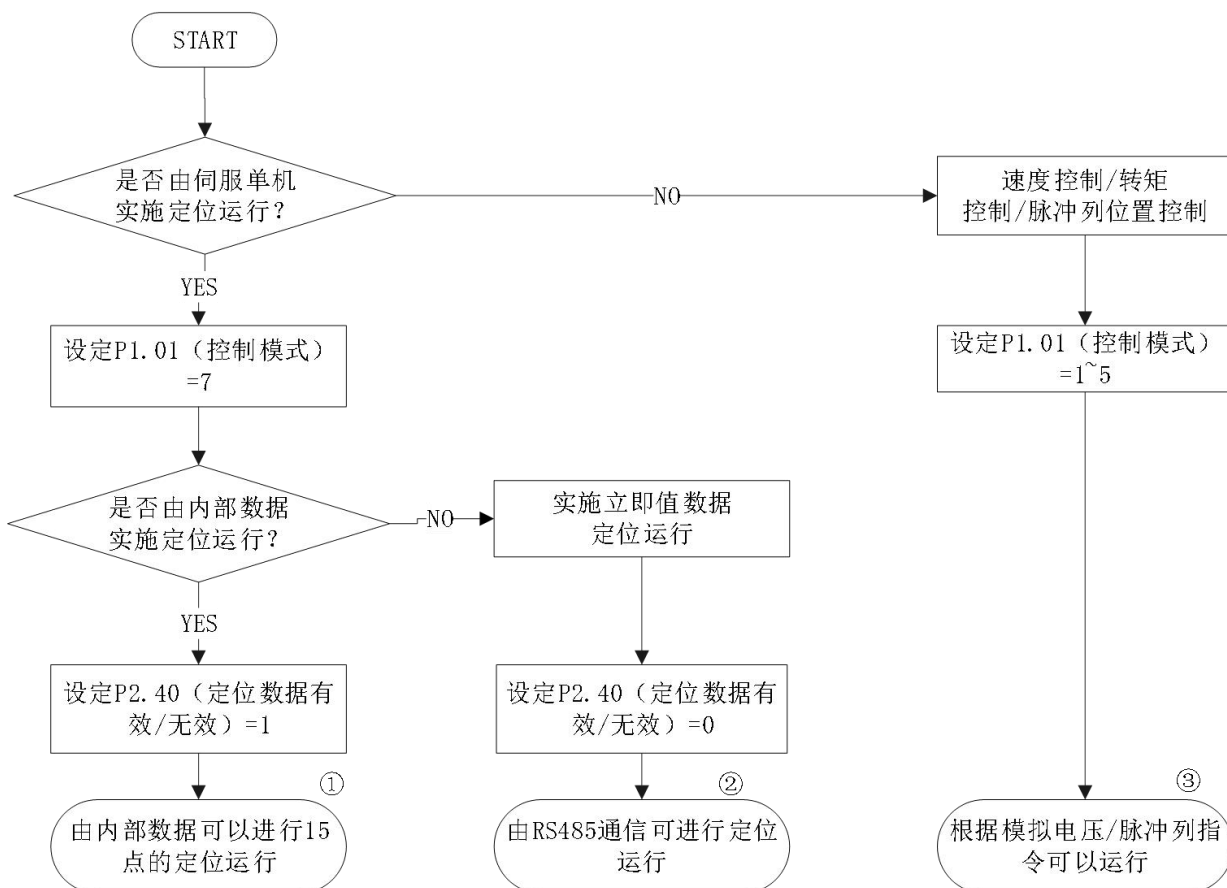 START
是否由伺服单机
实施定位运行?
NO
速度控制/转矩
控制/脉冲列位置控制
YES
设定P1.01（控制模式）
=7
设定P1.01（控制模式）
=1~5
是否由内部数据
实施定位运行?
NO
实施立即值数据
定位运行
YES
设定P2.40（定位数据有
效/无效）=1
设定P2.40（定位数据有
效/无效）=0
①
由内部数据可以进行15
点的定位运行
②
由RS485通信可进行定位
运行
③
根据模拟电压/脉冲列指
令可以运行